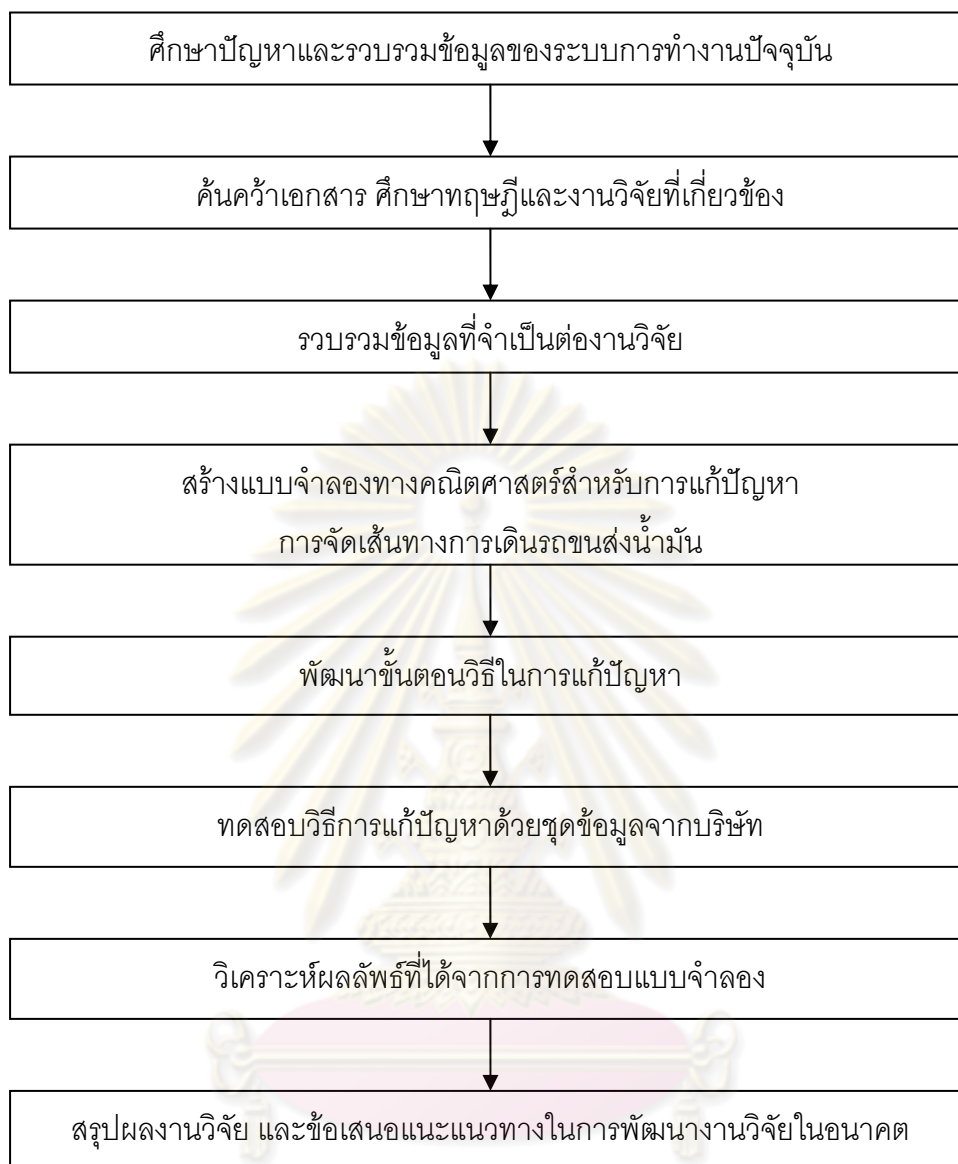 ศึกษาปัญหาและรวบรวมข้อมูลของระบบการทำงานปัจจุบัน
ค้นคว้าเอกสาร ศึกษาทฤษฎีและงานวิจัยที่เกี่ยวข้อง
รวบรวมข้อมูลที่จำเป็นต่องานวิจัย
สร้างแบบจำลองทางคณิตศาสตร์สำหรับการแก้ปัญหา
การจัดเส้นทางการเดินรถขนส่งน้ำมัน
พัฒนาขั้นตอนวิธีในการแก้ปัญหา
ทดสอบวิธีการแก้ปัญหาด้วยชุดข้อมูลจากบริษัท
วิเคราะห์ผลลัพธ์ที่ได้จากการทดสอบแบบจำลอง
สรุปผลงานวิจัย และข้อเสนอแนะแนวทางในการพัฒนางานวิจัยในอนาคต